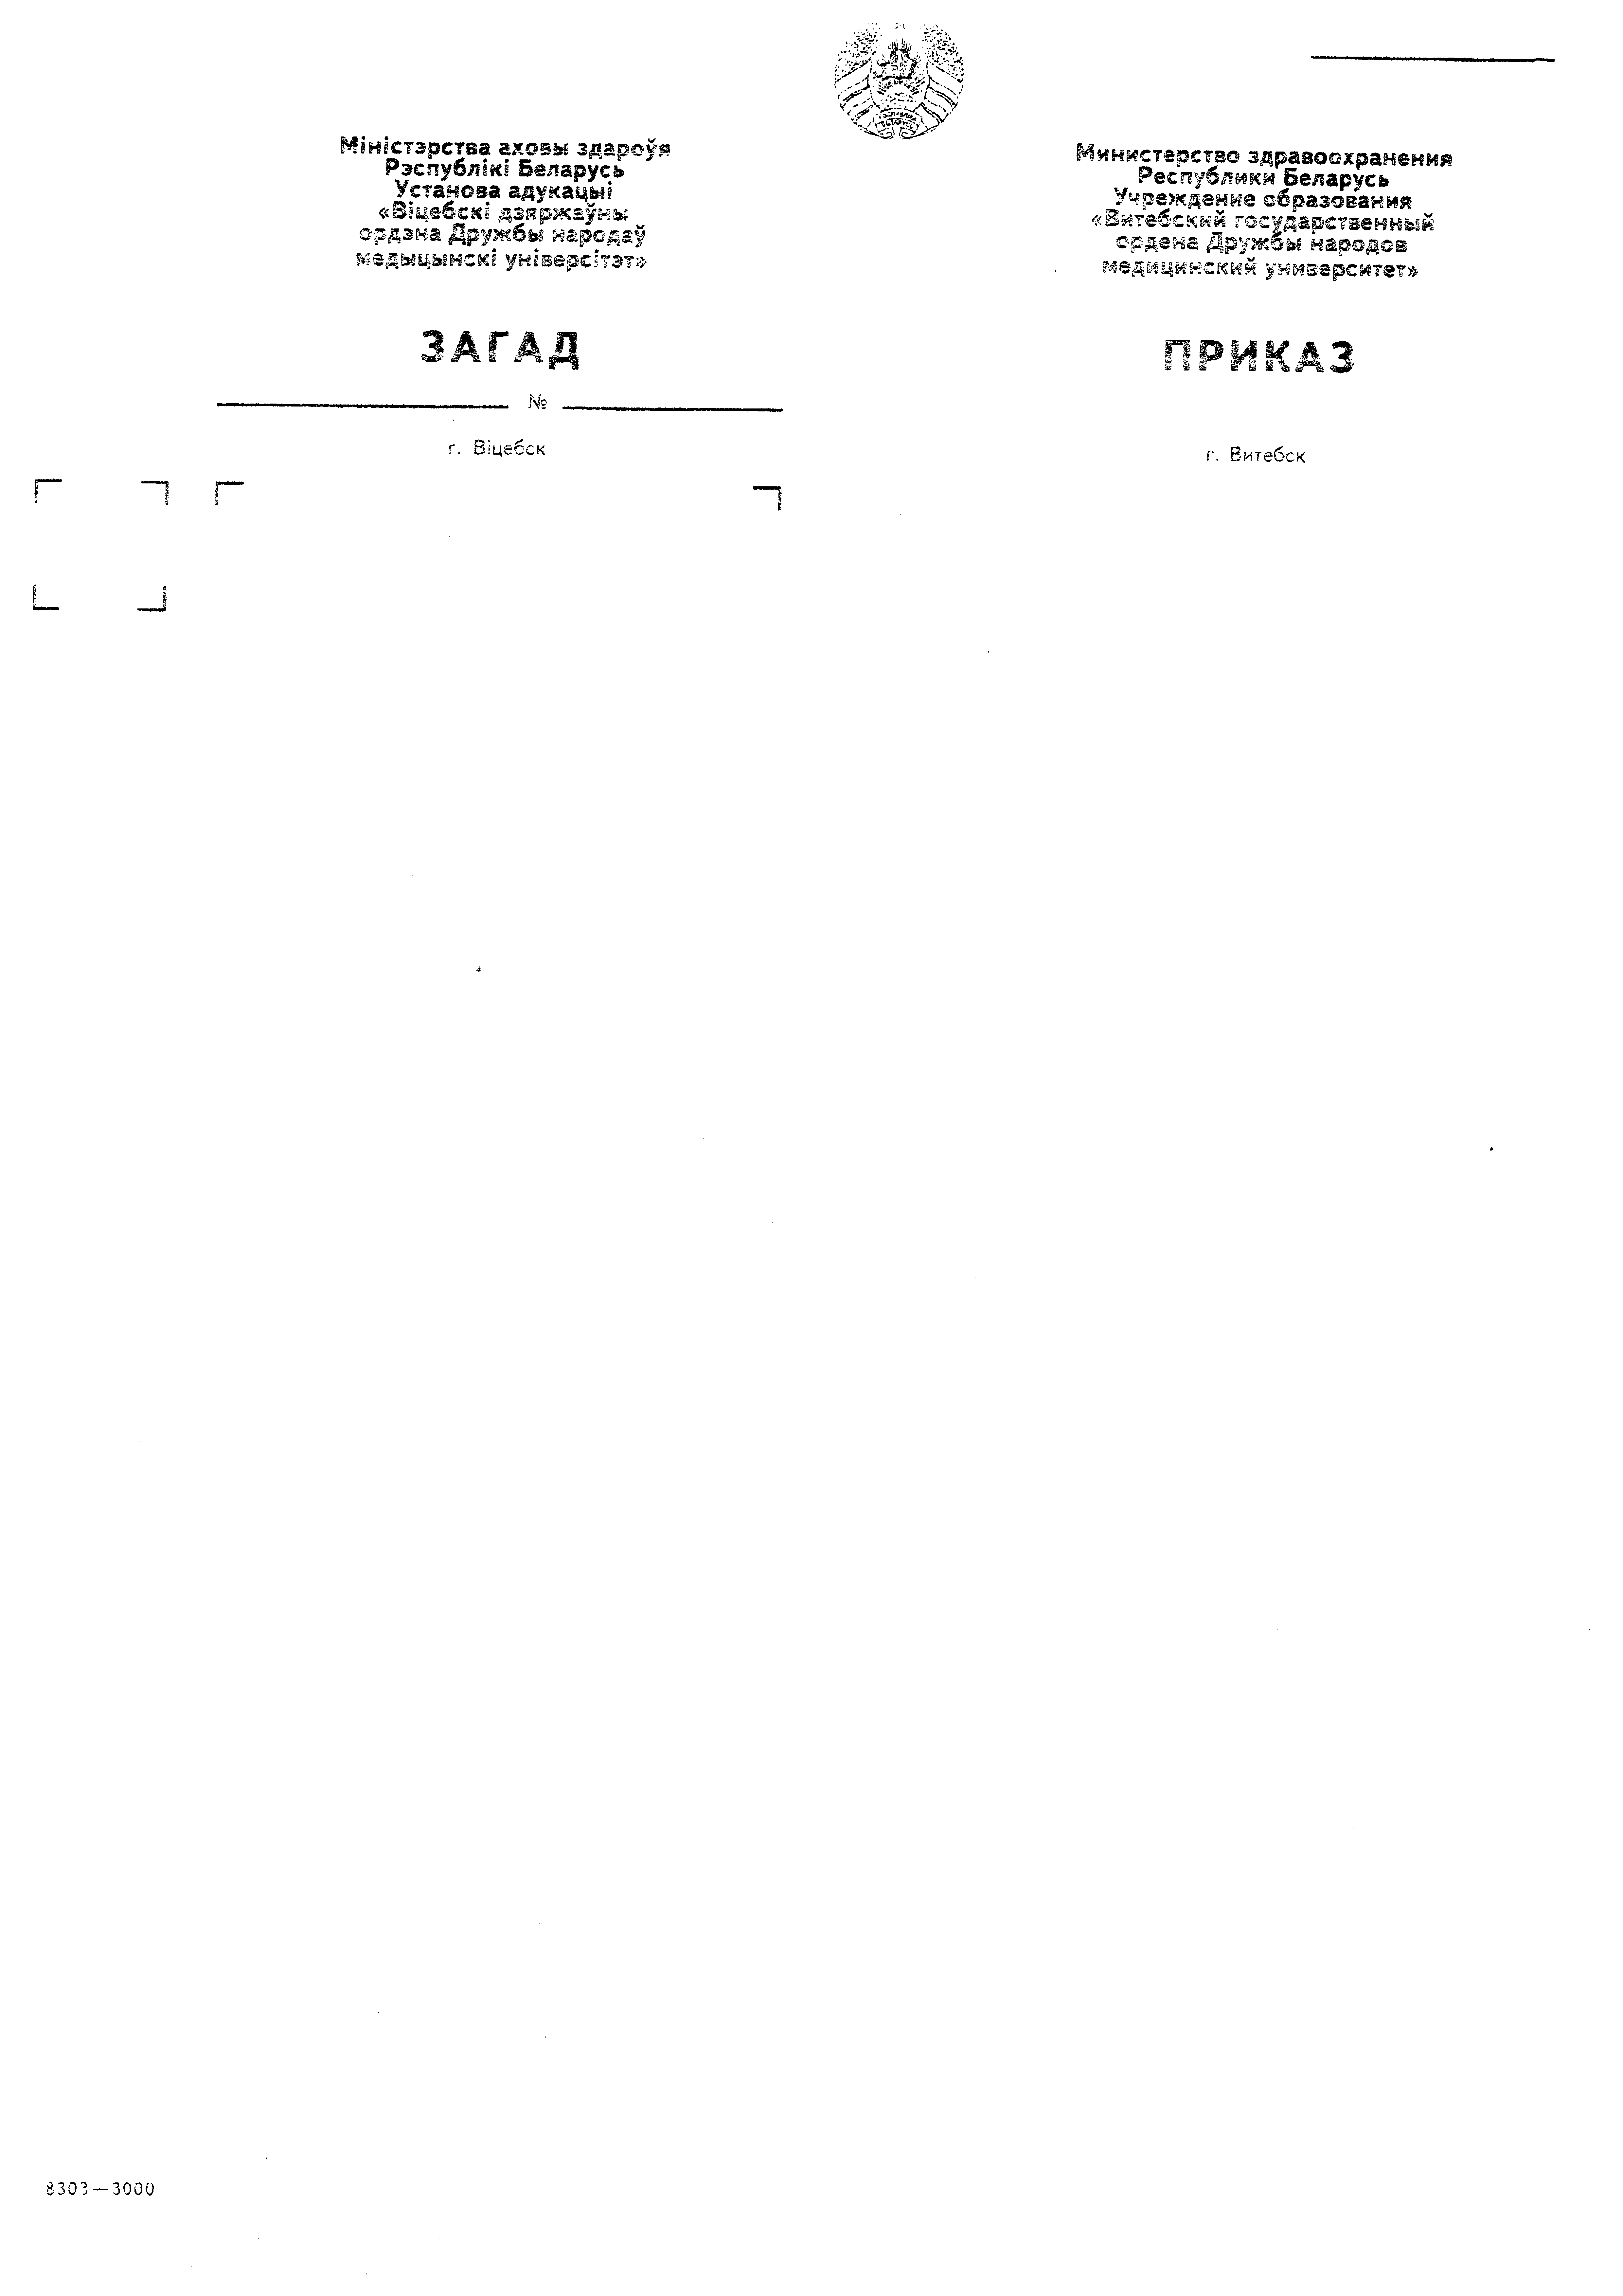 Міністэрства аховы здароўя
Рэспублікі Беларусь
Установа адукацыі
«Віцебскі дзяржаўны
ордэна Дружбы народаў
медыцынскі універсітэт»
ЗАГАД
№
г. Віцебск
Министерство здравоохранения
Республики Беларусь
Учреждение образования
«Витебский государственный
ордена Дружбы народов
медицинский университет»
ПРИКАЗ
г. Витебск
8303—3000